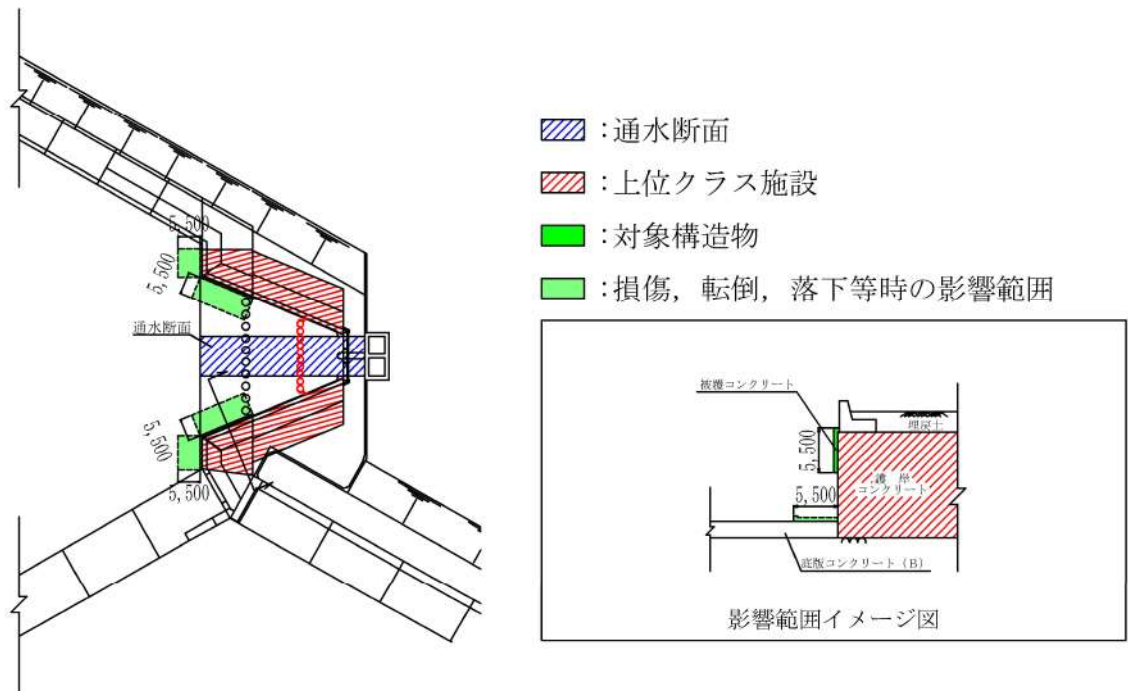 ：通水断面
：上位クラス施設
：対象構造物
：損傷，転倒，落下等時の影響範囲
5,500
5,500
通水断面
5,500
5,500
被覆コンクリート
埋戻土
5,500
護岸
コンクリート
5,500
底版コンクリート（B）
影響範囲イメージ図